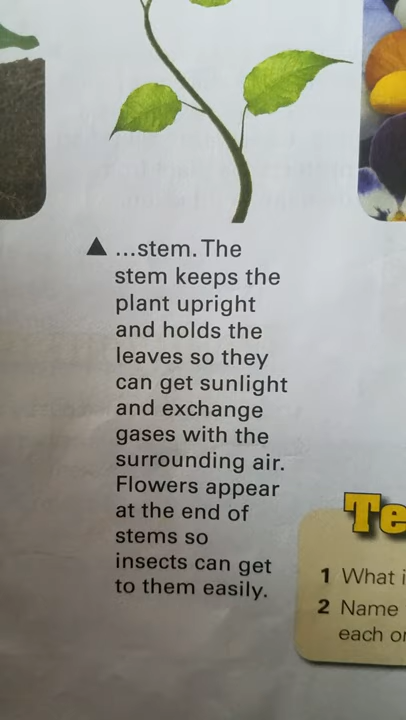 ▲ ...stem. The
stem keeps the
plant upright
and holds the
leaves so they
can get sunlight
and exchange
gases with the
surrounding air.
Flowers appear
at the end of
stems so
insects can get
to them easily.
Te
1 What i
2 Name
each or